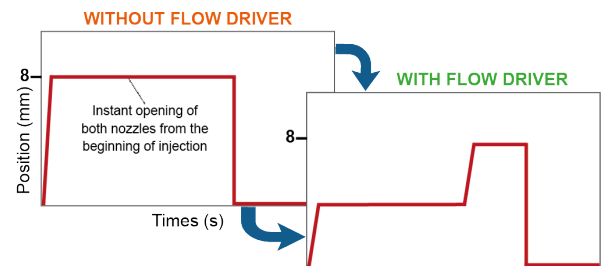 WITHOUT FLOW DRIVER
8
Instant opening of
both nozzles from the
beginning of injection
Position (mm)
Times (s)
WITH FLOW DRIVER
8